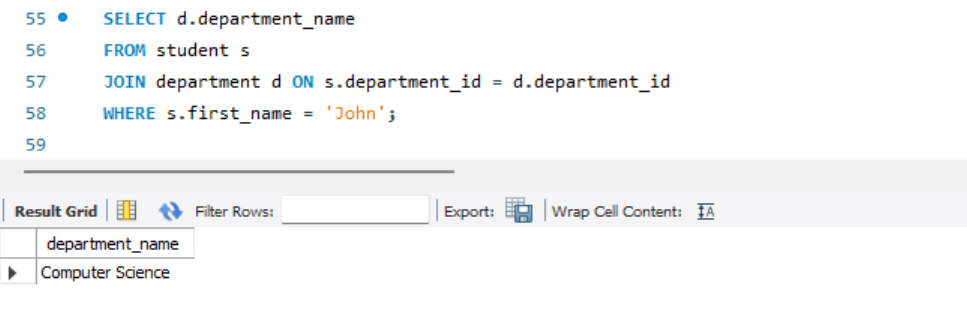 55 SELECT d.department_name
56 FROM student s
57 JOIN department d ON s.department_id = d.department_id
58 WHERE s.first_name = 'John';
59
Result Grid Filter Rows: Export: Wrap Cell Content: IA
department_name
Computer Science